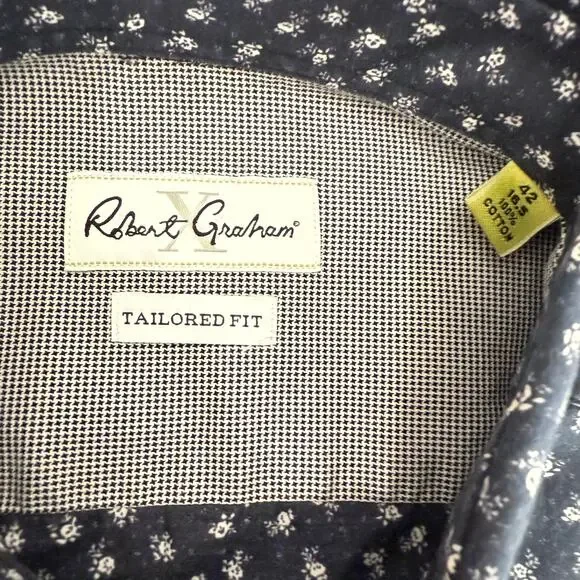 X
Robert Graham®
TAILORED FIT
42
16.5
100%
COTTON